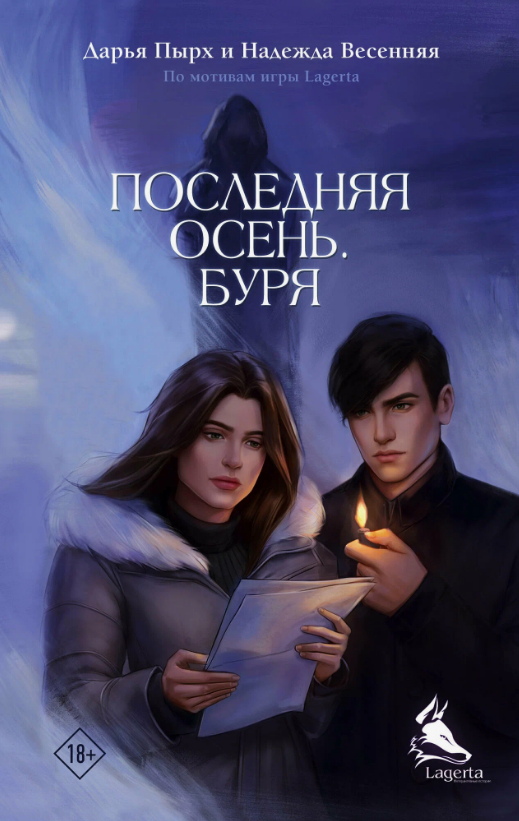 Дарья Пырх и Надежда Весенняя
По мотивам игры Lagerta
ПОСЛЕДНЯЯ
ОСЕНЬ.
БУРЯ
18+
Lagerta